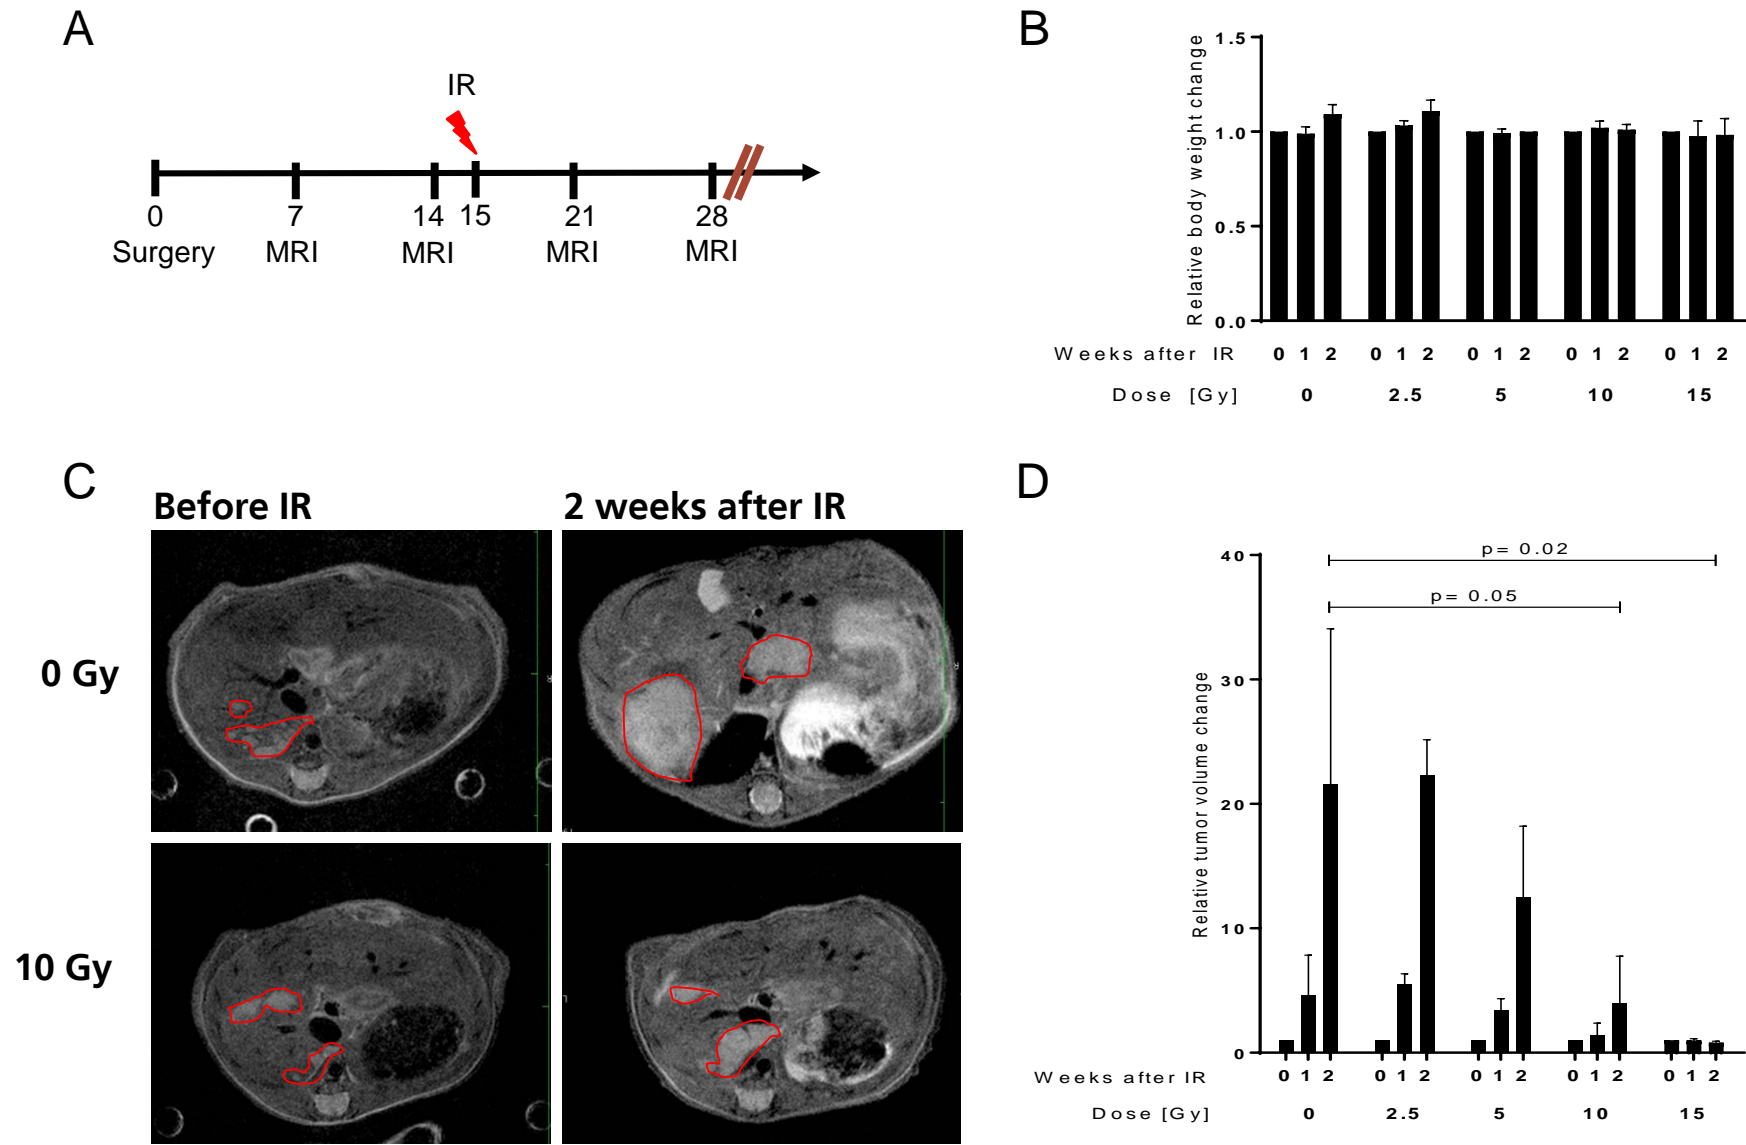 A
IR
0 7 14 15 21 28
Surgery MRI MRI MRI MRI
B
Relative body weight change
1.5
1.0
0.5
0.0
Weeks after IR 0 1 2 0 1 2 0 1 2 0 1 2 0 1 2
Dose [Gy] 0 2.5 5 10 15
C
Before IR 2 weeks after IR
0 Gy
10 Gy
D
Relative tumor volume change
40
30
20
10
0
p= 0.02
p= 0.05
Weeks after IR 0 1 2 0 1 2 0 1 2 0 1 2 0 1 2
Dose [Gy] 0 2.5 5 10 15